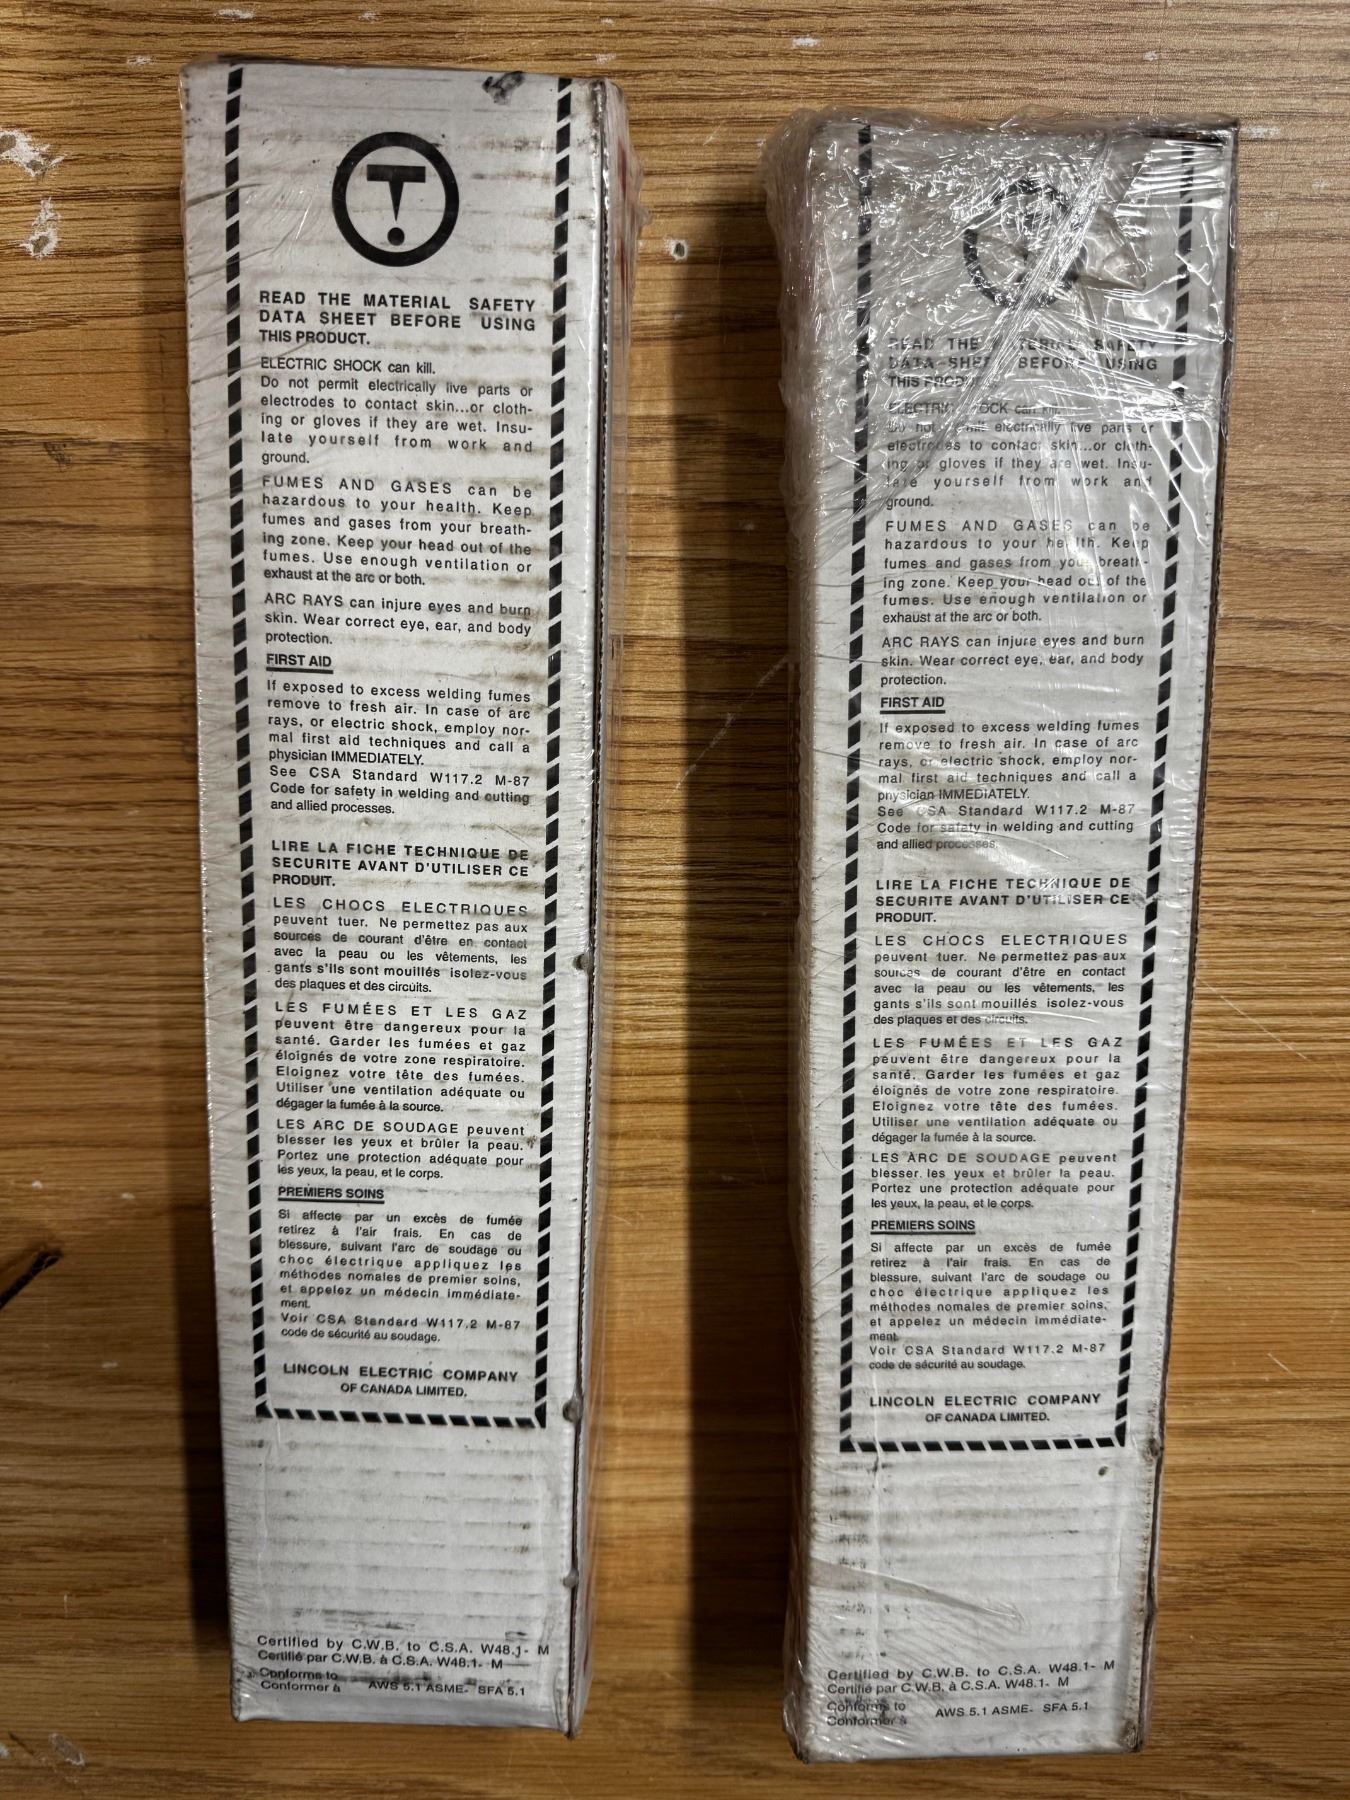 READ THE MATERIAL SAFETY
DATA SHEET BEFORE USING
THIS PRODUCT.
ELECTRIC SHOCK can kill.
Do not permit electrically live parts or
electrodes to contact skin...or cloth-
ing or gloves if they are wet. Insu-
late yourself from work and
ground.
FUMES AND GASES can be
hazardous to your health. Keep
fumes and gases from your breath-
ing zone. Keep your head out of the
fumes. Use enough ventilation or
exhaust at the arc or both.
ARC RAYS can injure eyes and burn
skin. Wear correct eye, ear, and body
protection.
FIRST AID
If exposed to excess welding fumes
remove to fresh air. In case of arc
rays, or electric shock, employ nor-
mal first aid techniques and call a
physician IMMEDIATELY.
See CSA Standard W117.2 M-87
Code for safety in welding and cutting
and allied processes.
LIRE LA FICHE TECHNIQUE DE
SECURITE AVANT D'UTILISER CE
PRODUIT.
LES CHOCS ELECTRIQUES
peuvent tuer. Ne permettez pas aux
sources de courant d'être en contact
avec la peau ou les vêtements, les
gants s'ils sont mouillés isolez-vous
des plaques et des circuits.
LES FUMÉES ET LES GAZ
peuvent être dangereux pour la
santé. Garder les fumées et gaz
éloignés de votre zone respiratoire.
Eloignez votre tête des fumées.
Utiliser une ventilation adéquate ou
dégager la fumée à la source.
LES ARC DE SOUDAGE peuvent
blesser les yeux et brûler la peau.
Portez une protection adéquate pour
les yeux, la peau, et le corps.
PREMIERS SOINS
Si affecte par un excès de fumée
retirez à l'air frais. En cas de
blessure, suivant l'arc de soudage ou
choc électrique appliquez les
méthodes nomales de premier soins,
et appelez un médecin immédiate-
ment.
Voir CSA Standard W117.2 M-87
code de sécurité au soudage.
LINCOLN ELECTRIC COMPANY
OF CANADA LIMITED.
Certified by C.W.B. to C.S.A. W48.1- M
Certifié par C.W.B. à C.S.A. W48.1- M
Conforms to
Conformer à AWS 5.1 ASME- SFA 5.1
READ THE MATERIAL SAFETY
DATA SHEET BEFORE USING
THIS PRODUCT.
ELECTRIC SHOCK can kill.
Do not permit electrically live parts or
electrodes to contact skin...or cloth-
ing or gloves if they are wet. Insu-
late yourself from work and
ground.
FUMES AND GASES can be
hazardous to your health. Keep
fumes and gases from your breath-
ing zone. Keep your head out of the
fumes. Use enough ventilation or
exhaust at the arc or both.
ARC RAYS can injure eyes and burn
skin. Wear correct eye, ear, and body
protection.
FIRST AID
If exposed to excess welding fumes
remove to fresh air. In case of arc
rays, or electric shock, employ nor-
mal first aid techniques and call a
physician IMMEDIATELY.
See CSA Standard W117.2 M-87
Code for safety in welding and cutting
and allied processes.
LIRE LA FICHE TECHNIQUE DE
SECURITE AVANT D'UTILISER CE
PRODUIT.
LES CHOCS ELECTRIQUES
peuvent tuer. Ne permettez pas aux
sources de courant d'être en contact
avec la peau ou les vêtements, les
gants s'ils sont mouillés isolez-vous
des plaques et des circuits.
LES FUMÉES ET LES GAZ
peuvent être dangereux pour la
santé. Garder les fumées et gaz
éloignés de votre zone respiratoire.
Eloignez votre tête des fumées.
Utiliser une ventilation adéquate ou
dégager la fumée à la source.
LES ARC DE SOUDAGE peuvent
blesser les yeux et brûler la peau.
Portez une protection adéquate pour
les yeux, la peau, et le corps.
PREMIERS SOINS
Si affecte par un excès de fumée
retirez à l'air frais. En cas de
blessure, suivant l'arc de soudage ou
choc électrique appliquez les
méthodes nomales de premier soins,
et appelez un médecin immédiate-
ment.
Voir CSA Standard W117.2 M-87
code de sécurité au soudage.
LINCOLN ELECTRIC COMPANY
OF CANADA LIMITED.
Certified by C.W.B. to C.S.A. W48.1- M
Certifié par C.W.B. à C.S.A. W48.1- M
Conforms to
Conformer à AWS 5.1 ASME- SFA 5.1